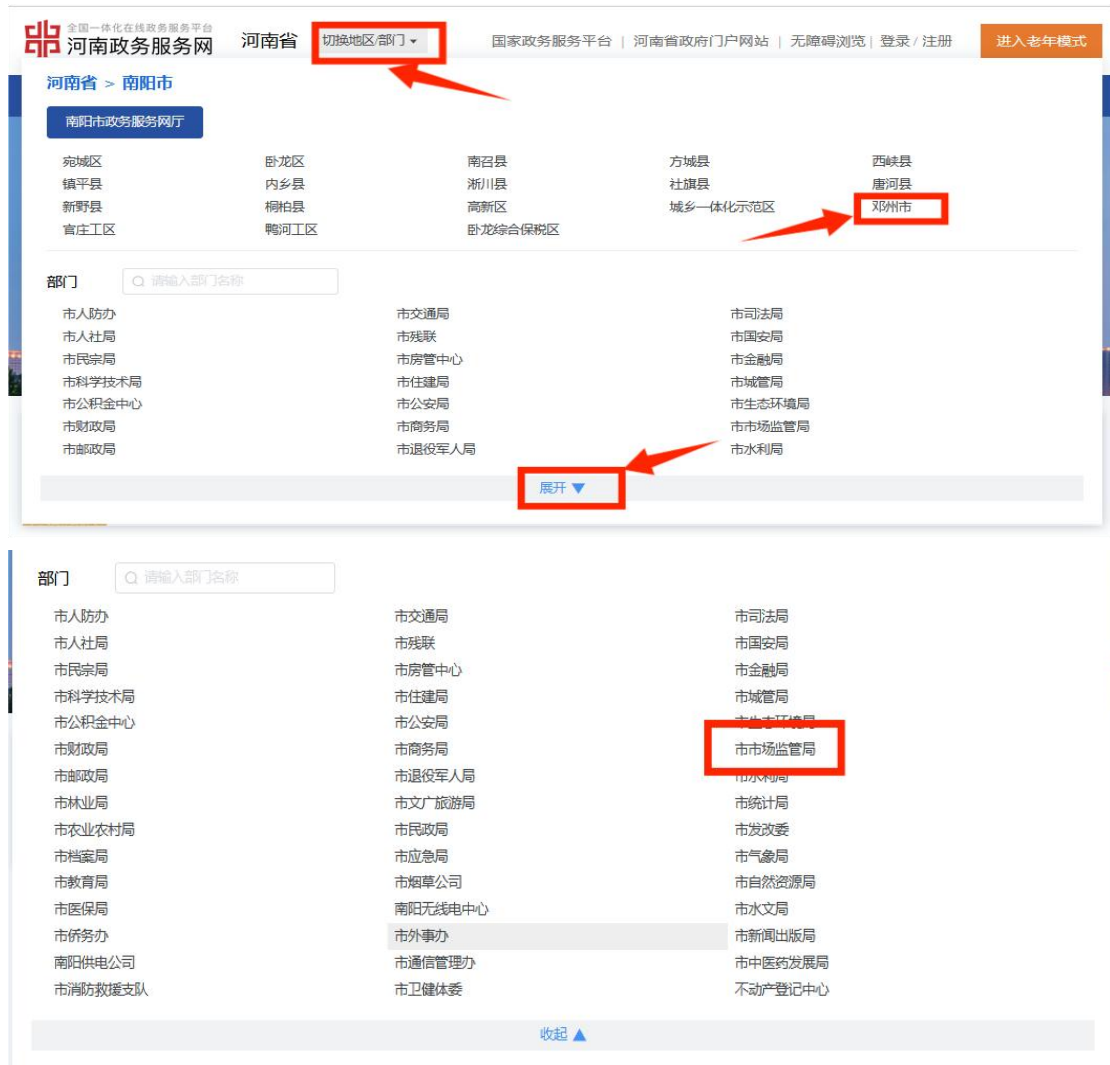 全国一体化在线政务服务平台
河南政务服务网 河南省 切换地区/部门 国家政务服务平台 | 河南省政府门户网站 | 无障碍浏览 | 登录 / 注册 进入老年模式
河南省 > 南阳市
南阳市政务服务网厅
宛城区 卧龙区 南召县 方城县 西峡县
镇平县 内乡县 淅川县 社旗县 唐河县
新野县 桐柏县 高新区 城乡一体化示范区 邓州市
官庄工区 鸭河工区 卧龙综合保税区
部门 请输入部门名称
市人防办 市交通局 市司法局
市人社局 市残联 市国安局
市民宗局 市房管中心 市金融局
市科学技术局 市住建局 市城管局
市公积金中心 市公安局 市生态环境局
市财政局 市商务局 市市场监管局
市邮政局 市退役军人局 市水利局
展开
部门 请输入部门名称
市人防办 市交通局 市司法局
市人社局 市残联 市国安局
市民宗局 市房管中心 市金融局
市科学技术局 市住建局 市城管局
市公积金中心 市公安局 市生态环境局
市财政局 市商务局 市市场监管局
市邮政局 市退役军人局 市水利局
市林业局 市文广旅游局 市统计局
市农业农村局 市民政局 市发改委
市档案局 市应急局 市气象局
市教育局 市烟草公司 市自然资源局
市医保局 南阳无线电中心 市水文局
市侨务办 市外事办 市新闻出版局
南阳供电公司 市通信管理办 市中医药发展局
市消防救援支队 市卫健体委 不动产登记中心
收起